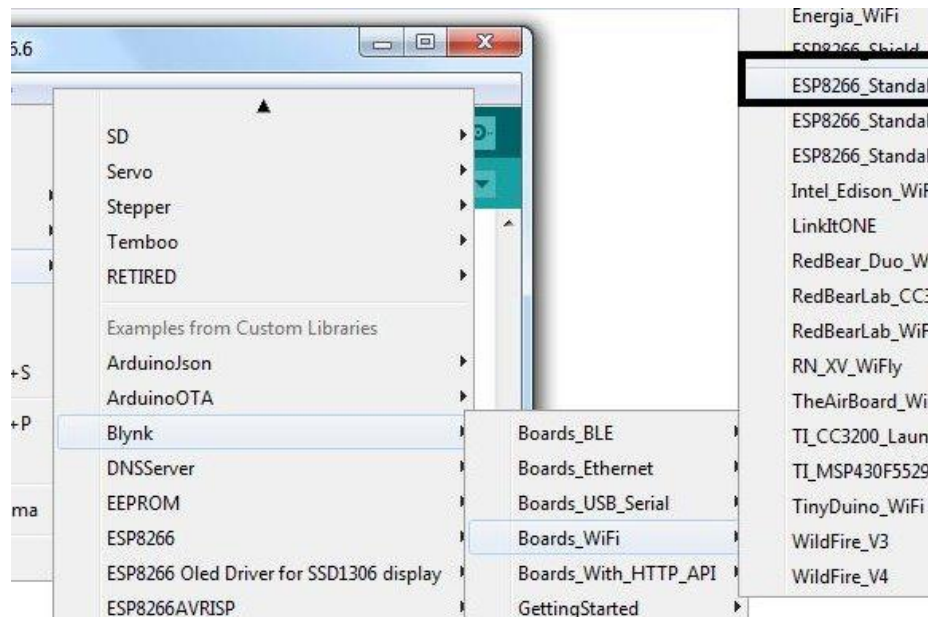 6.6
SD
Servo
Stepper
Temboo
RETIRED
Examples from Custom Libraries
ArduinoJson
ArduinoOTA
Blynk
DNSServer
EEPROM
ESP8266
ESP8266 Oled Driver for SSD1306 display
ESP8266AVRISP
+S
+P
ma
Boards_BLE
Boards_Ethernet
Boards_USB_Serial
Boards_WiFi
Boards_With_HTTP_API
GettingStarted
Energia_WiFi
ESP8266_Shield
ESP8266_Standal
ESP8266_Standal
ESP8266_Standal
Intel_Edison_WiF
LinkItONE
RedBear_Duo_W
RedBearLab_CC3
RedBearLab_WiF
RN_XV_WiFly
TheAirBoard_Wi
TI_CC3200_Laun
TI_MSP430F5529
TinyDuino_WiFi
WildFire_V3
WildFire_V4